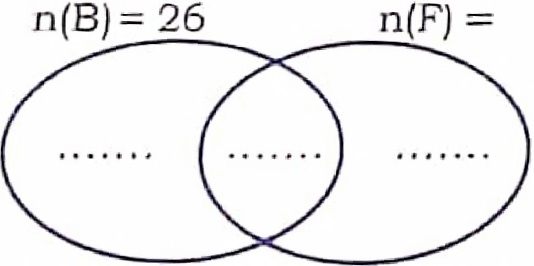 n(B) = 26 n(F) =
....... ....... .......